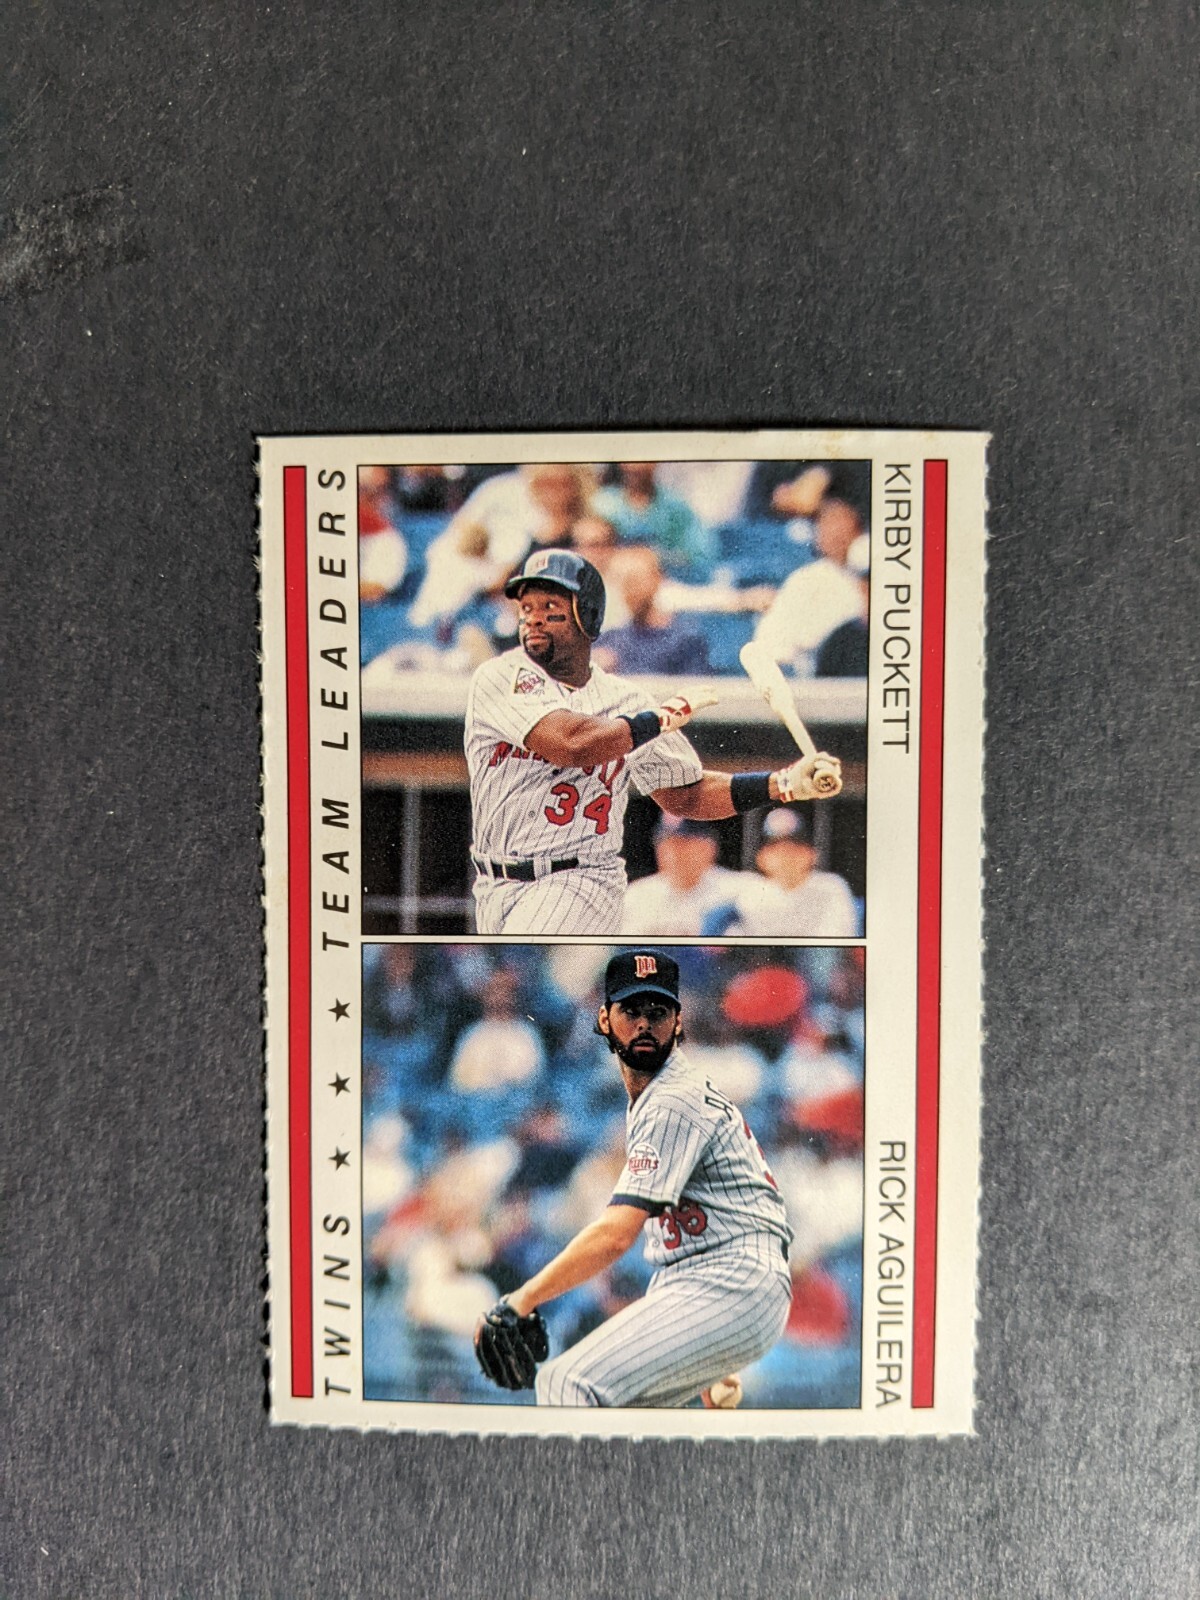 TWINS ★ ★ ★ TEAM LEADERS
KIRBY PUCKETT
34
RICK AGUILERA
Twins
38